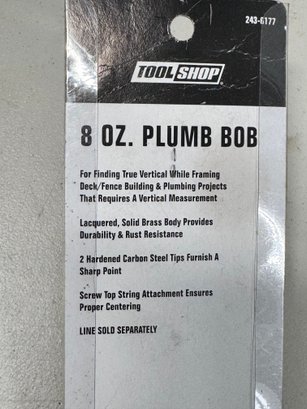 243-6177
TOOL SHOP
8 OZ. PLUMB BOB
For Finding True Vertical While Framing
Deck/Fence Building & Plumbing Projects
That Requires A Vertical Measurement
Lacquered, Solid Brass Body Provides
Durability & Rust Resistance
2 Hardened Carbon Steel Tips Furnish A
Sharp Point
Screw Top String Attachment Ensures
Proper Centering
LINE SOLD SEPARATELY